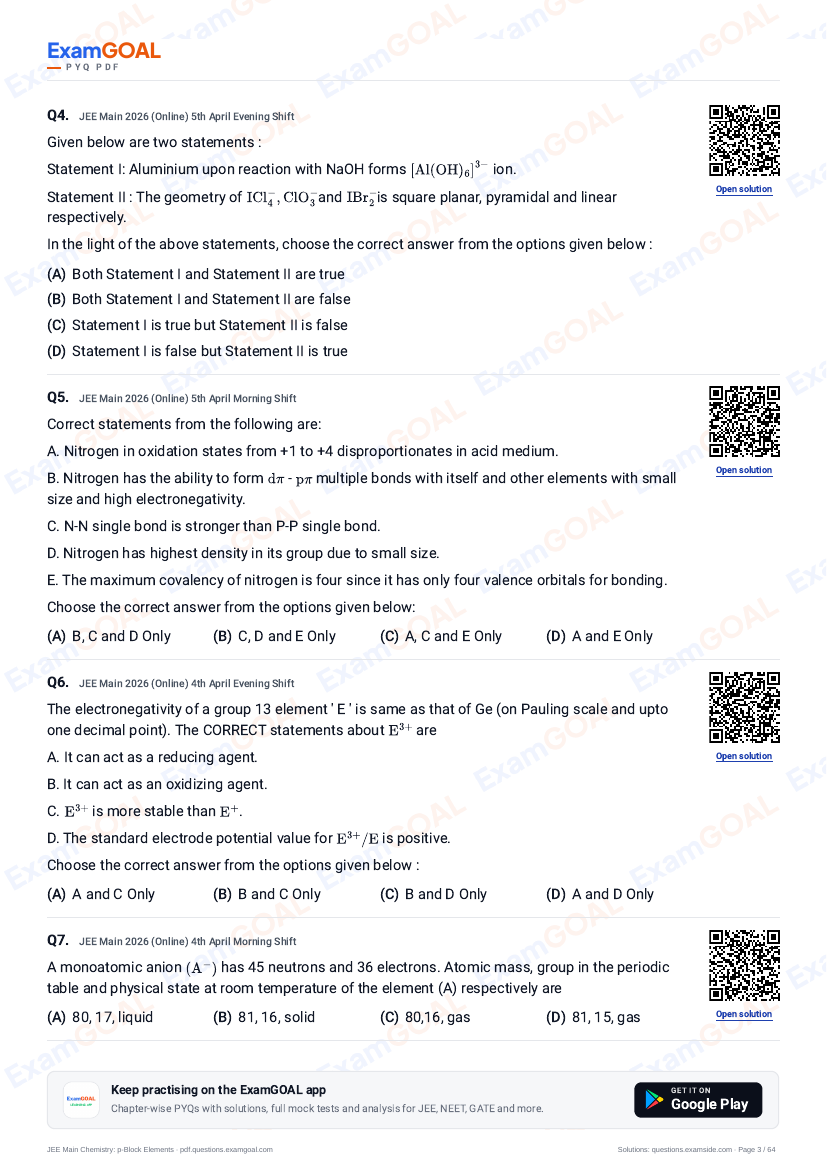 ExamGOAL
PYQ PDF
Q4. JEE Main 2026 (Online) 5th April Evening Shift
Given below are two statements :
Statement I: Aluminium upon reaction with NaOH forms [Al(OH)₆]³⁻ ion.
Statement II : The geometry of ICl₄⁻, ClO₃⁻and IBr₂⁻is square planar, pyramidal and linear
respectively.
In the light of the above statements, choose the correct answer from the options given below :
(A) Both Statement I and Statement II are true
(B) Both Statement I and Statement II are false
(C) Statement I is true but Statement II is false
(D) Statement I is false but Statement II is true
Open solution
Q5. JEE Main 2026 (Online) 5th April Morning Shift
Correct statements from the following are:
A. Nitrogen in oxidation states from +1 to +4 disproportionates in acid medium.
B. Nitrogen has the ability to form dπ - pπ multiple bonds with itself and other elements with small
size and high electronegativity.
C. N-N single bond is stronger than P-P single bond.
D. Nitrogen has highest density in its group due to small size.
E. The maximum covalency of nitrogen is four since it has only four valence orbitals for bonding.
Choose the correct answer from the options given below:
(A) B, C and D Only (B) C, D and E Only (C) A, C and E Only (D) A and E Only
Open solution
Q6. JEE Main 2026 (Online) 4th April Evening Shift
The electronegativity of a group 13 element ' E ' is same as that of Ge (on Pauling scale and upto
one decimal point). The CORRECT statements about E³⁺ are
A. It can act as a reducing agent.
B. It can act as an oxidizing agent.
C. E³⁺ is more stable than E⁺.
D. The standard electrode potential value for E³⁺/E is positive.
Choose the correct answer from the options given below :
(A) A and C Only (B) B and C Only (C) B and D Only (D) A and D Only
Open solution
Q7. JEE Main 2026 (Online) 4th April Morning Shift
A monoatomic anion (A⁻) has 45 neutrons and 36 electrons. Atomic mass, group in the periodic
table and physical state at room temperature of the element (A) respectively are
(A) 80, 17, liquid (B) 81, 16, solid (C) 80,16, gas (D) 81, 15, gas
Open solution
ExamGOAL
Keep practising on the ExamGOAL app
Chapter-wise PYQs with solutions, full mock tests and analysis for JEE, NEET, GATE and more.
GET IT ON
Google Play
JEE Main Chemistry: p-Block Elements · pdf.questions.examgoal.com
Solutions: questions.examside.com · Page 3 / 64